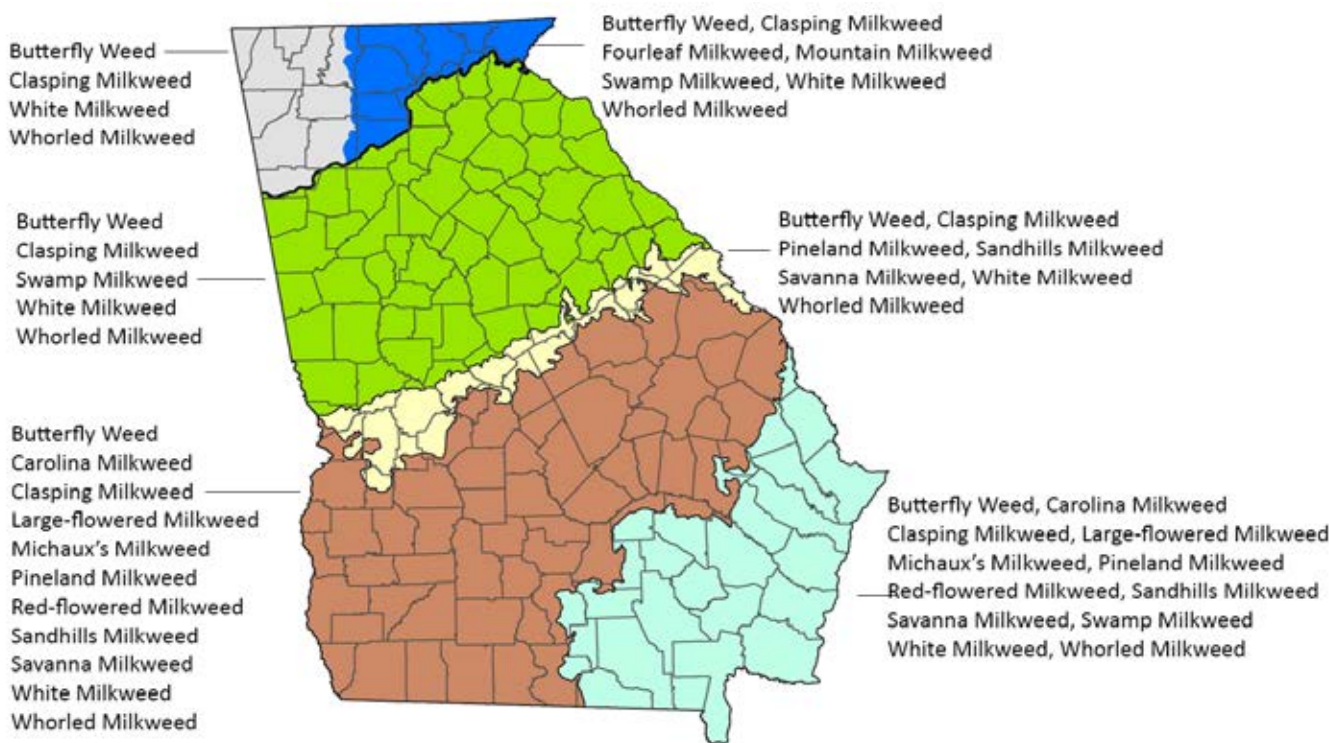 Butterfly Weed
Clasping Milkweed
White Milkweed
Whorled Milkweed
Butterfly Weed, Clasping Milkweed
Fourleaf Milkweed, Mountain Milkweed
Swamp Milkweed, White Milkweed
Whorled Milkweed
Butterfly Weed
Clasping Milkweed
Swamp Milkweed
White Milkweed
Whorled Milkweed
Butterfly Weed, Clasping Milkweed
Pineland Milkweed, Sandhills Milkweed
Savanna Milkweed, White Milkweed
Whorled Milkweed
Butterfly Weed
Carolina Milkweed
Clasping Milkweed
Large-flowered Milkweed
Michaux's Milkweed
Pineland Milkweed
Red-flowered Milkweed
Sandhills Milkweed
Savanna Milkweed
White Milkweed
Whorled Milkweed
Butterfly Weed, Carolina Milkweed
Clasping Milkweed, Large-flowered Milkweed
Michaux's Milkweed, Pineland Milkweed
Red-flowered Milkweed, Sandhills Milkweed
Savanna Milkweed, Swamp Milkweed
White Milkweed, Whorled Milkweed